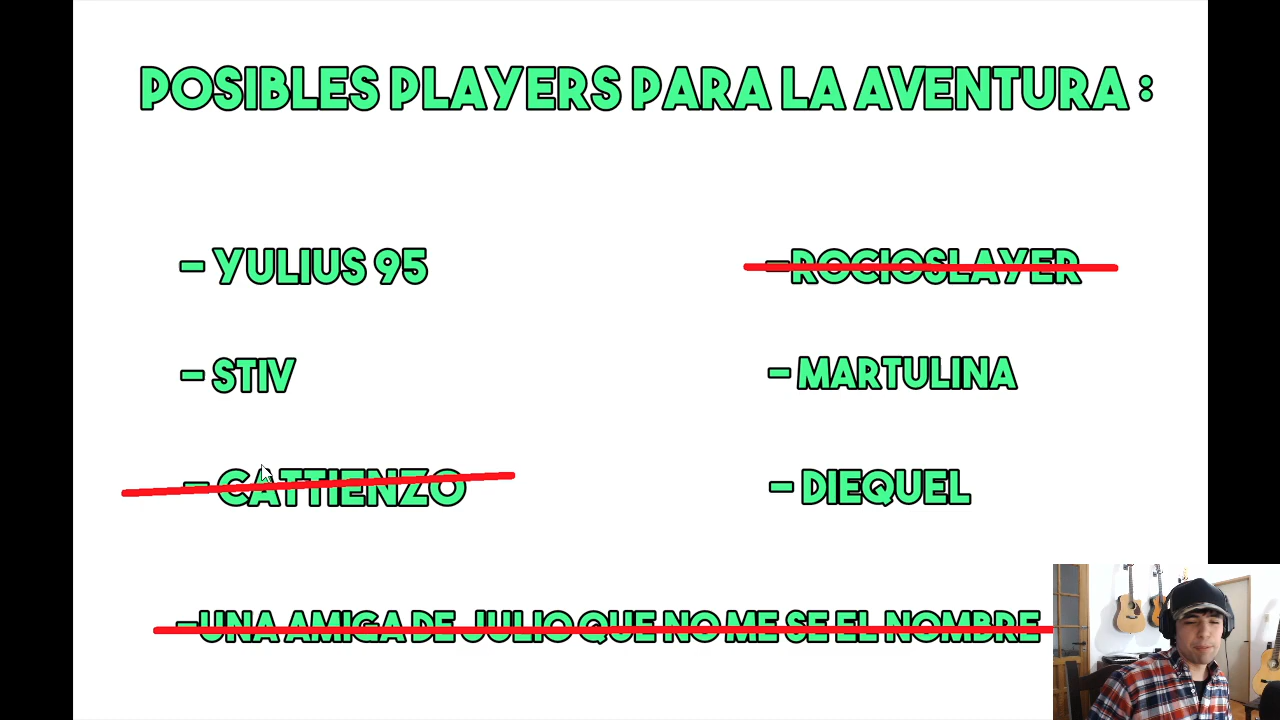 POSIBLES PLAYERS PARA LA AVENTURA :
- YULIUS 95
-ROCIOSLAYER
- STIV
- MARTULINA
- CATTIENZO
- DIEQUEL
-UNA AMIGA DE JULIO QUE NO ME SE EL NOMBRE